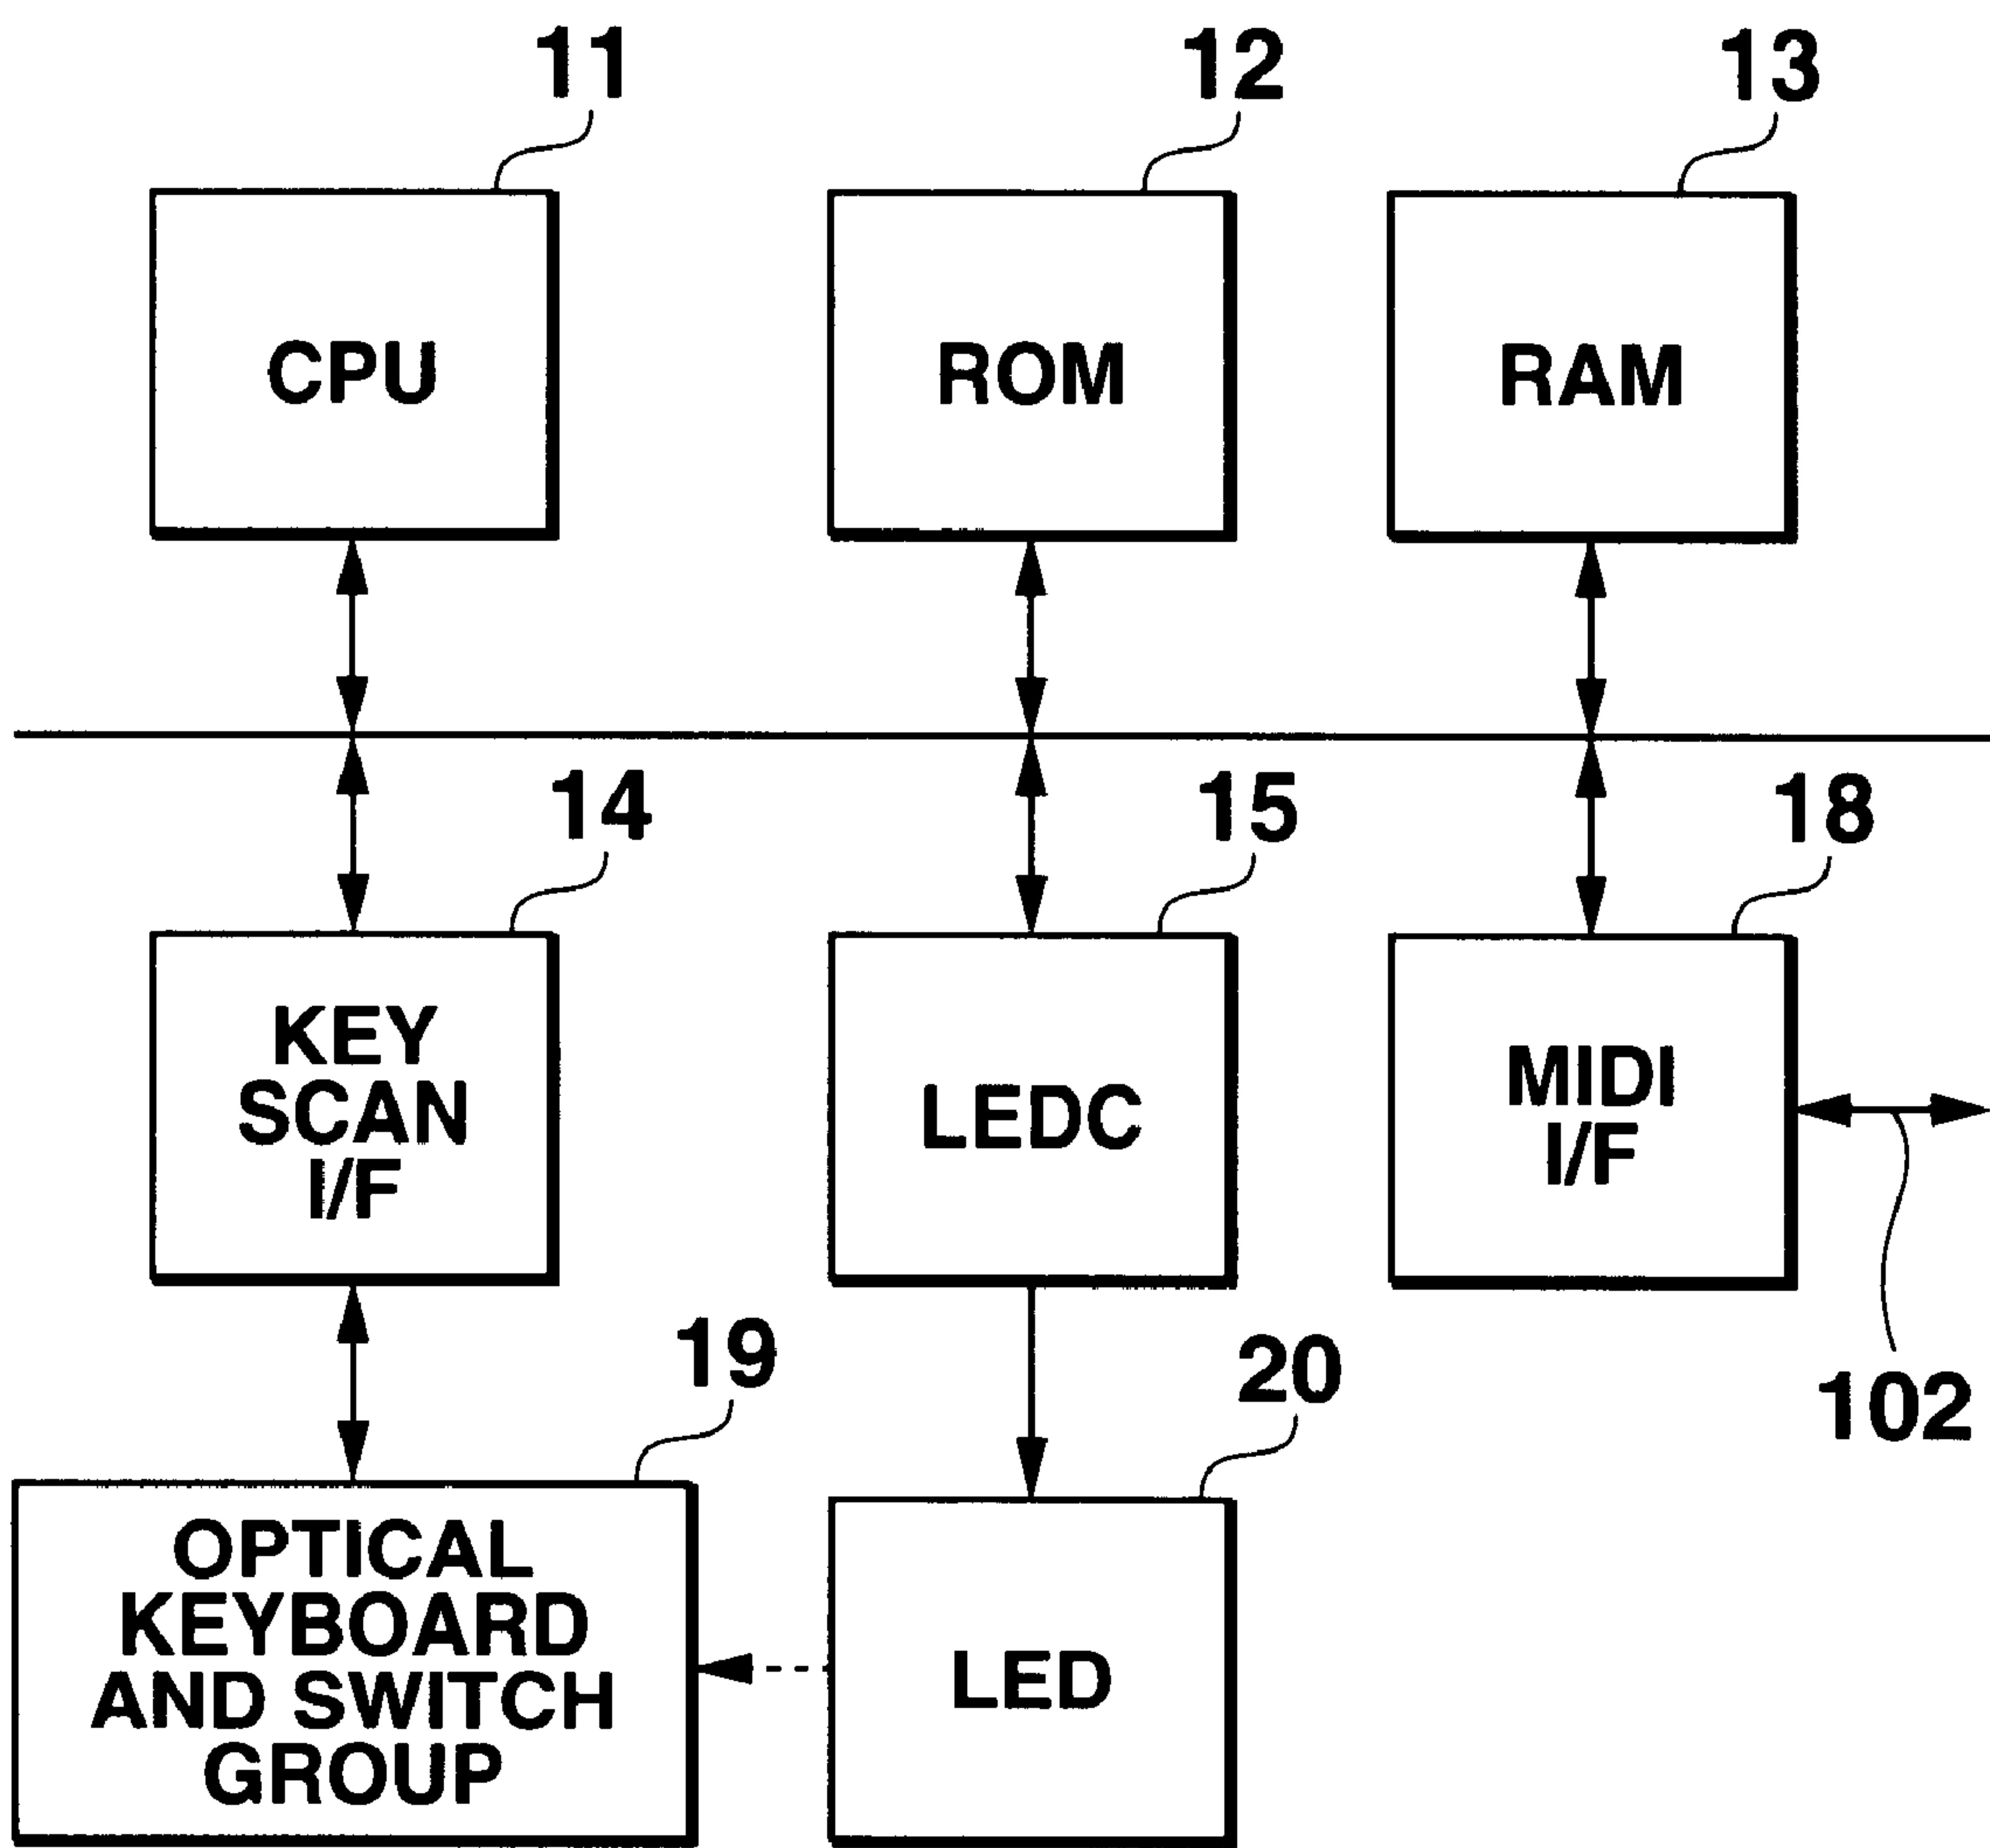 11
12
13
CPU
ROM
RAM
14
15
18
KEY
SCAN
I/F
LEDC
MIDI
I/F
19
20
102
OPTICAL
KEYBOARD
AND SWITCH
GROUP
LED